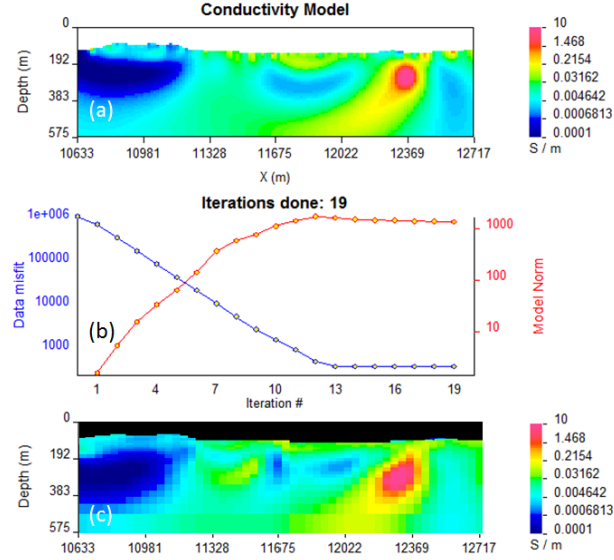 Conductivity Model
0
192
383
575
Depth (m)
(a)
10633 10981 11328 11675 12022 12369 12717
X (m)
10
1.468
0.2154
0.03162
0.004642
0.0006813
0.0001
S / m
Iterations done: 19
1e+006
100000
10000
1000
Data misfit
(b)
1000
100
10
Model Norm
1 4 7 10 13 16 19
Iteration #
0
192
383
575
Depth (m)
(c)
10633 10981 11328 11675 12022 12369 12717
10
1.468
0.2154
0.03162
0.004642
0.0006813
0.0001
S / m